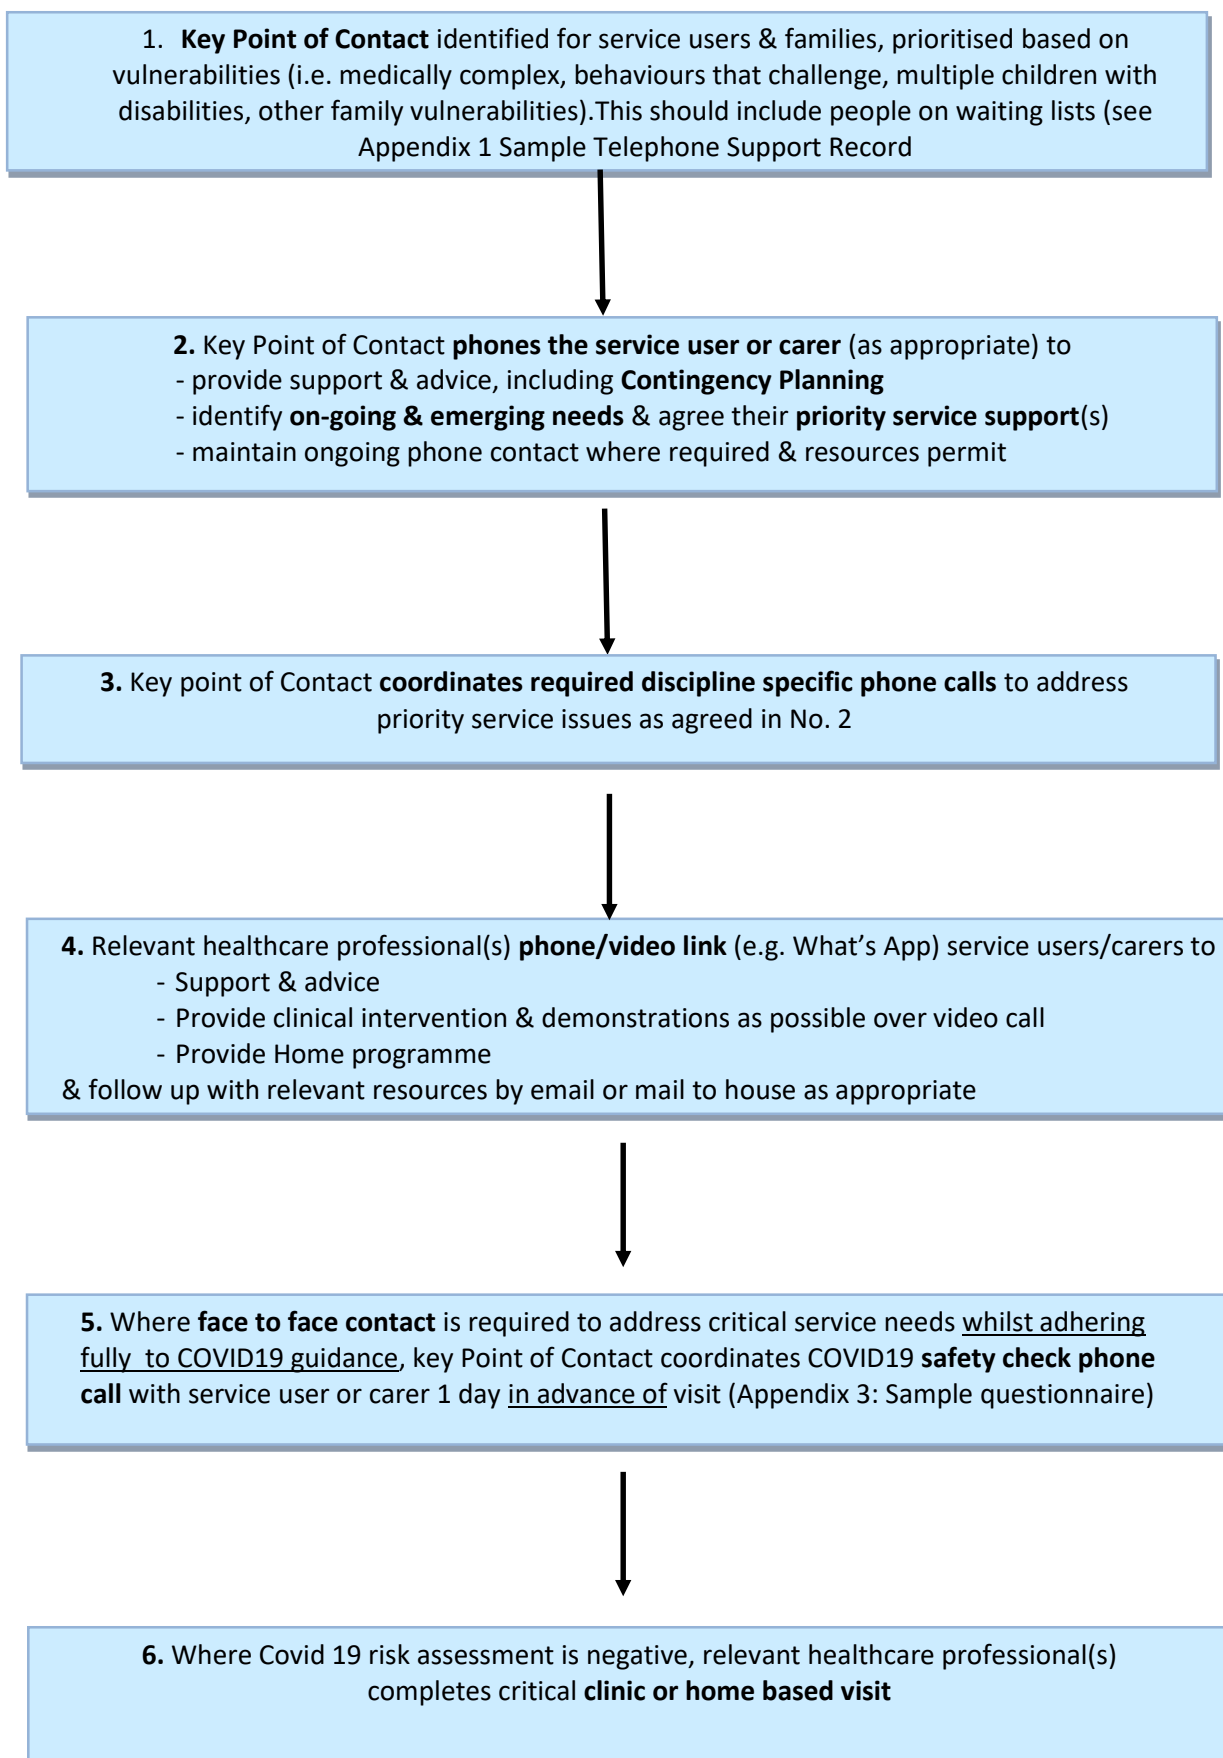 1. Key Point of Contact identified for service users & families, prioritised based on
vulnerabilities (i.e. medically complex, behaviours that challenge, multiple children with
disabilities, other family vulnerabilities).This should include people on waiting lists (see
Appendix 1 Sample Telephone Support Record
2. Key Point of Contact phones the service user or carer (as appropriate) to
- provide support & advice, including Contingency Planning
- identify on-going & emerging needs & agree their priority service support(s)
- maintain ongoing phone contact where required & resources permit
3. Key point of Contact coordinates required discipline specific phone calls to address
priority service issues as agreed in No. 2
4. Relevant healthcare professional(s) phone/video link (e.g. What's App) service users/carers to
- Support & advice
- Provide clinical intervention & demonstrations as possible over video call
- Provide Home programme
& follow up with relevant resources by email or mail to house as appropriate
5. Where face to face contact is required to address critical service needs whilst adhering
fully to COVID19 guidance, key Point of Contact coordinates COVID19 safety check phone
call with service user or carer 1 day in advance of visit (Appendix 3: Sample questionnaire)
6. Where Covid 19 risk assessment is negative, relevant healthcare professional(s)
completes critical clinic or home based visit